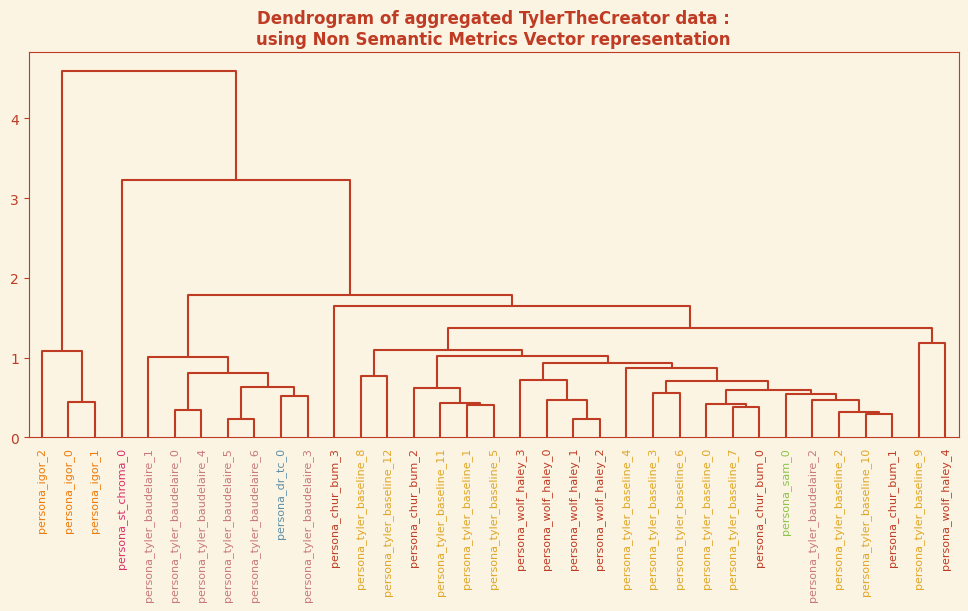 Dendrogram of aggregated TylerTheCreator data :
using Non Semantic Metrics Vector representation
4
3
2
1
0
persona_igor_2
persona_igor_0
persona_igor_1
persona_st_chroma_0
persona_tyler_baudelaire_1
persona_tyler_baudelaire_0
persona_tyler_baudelaire_4
persona_tyler_baudelaire_5
persona_tyler_baudelaire_6
persona_dr_tc_0
persona_tyler_baudelaire_3
persona_chur_bum_3
persona_tyler_baseline_8
persona_tyler_baseline_12
persona_chur_bum_2
persona_tyler_baseline_11
persona_tyler_baseline_1
persona_tyler_baseline_5
persona_wolf_haley_3
persona_wolf_haley_0
persona_wolf_haley_1
persona_wolf_haley_2
persona_tyler_baseline_4
persona_tyler_baseline_3
persona_tyler_baseline_6
persona_tyler_baseline_0
persona_tyler_baseline_7
persona_chur_bum_0
persona_sam_0
persona_tyler_baudelaire_2
persona_tyler_baseline_2
persona_tyler_baseline_10
persona_chur_bum_1
persona_tyler_baseline_9
persona_wolf_haley_4